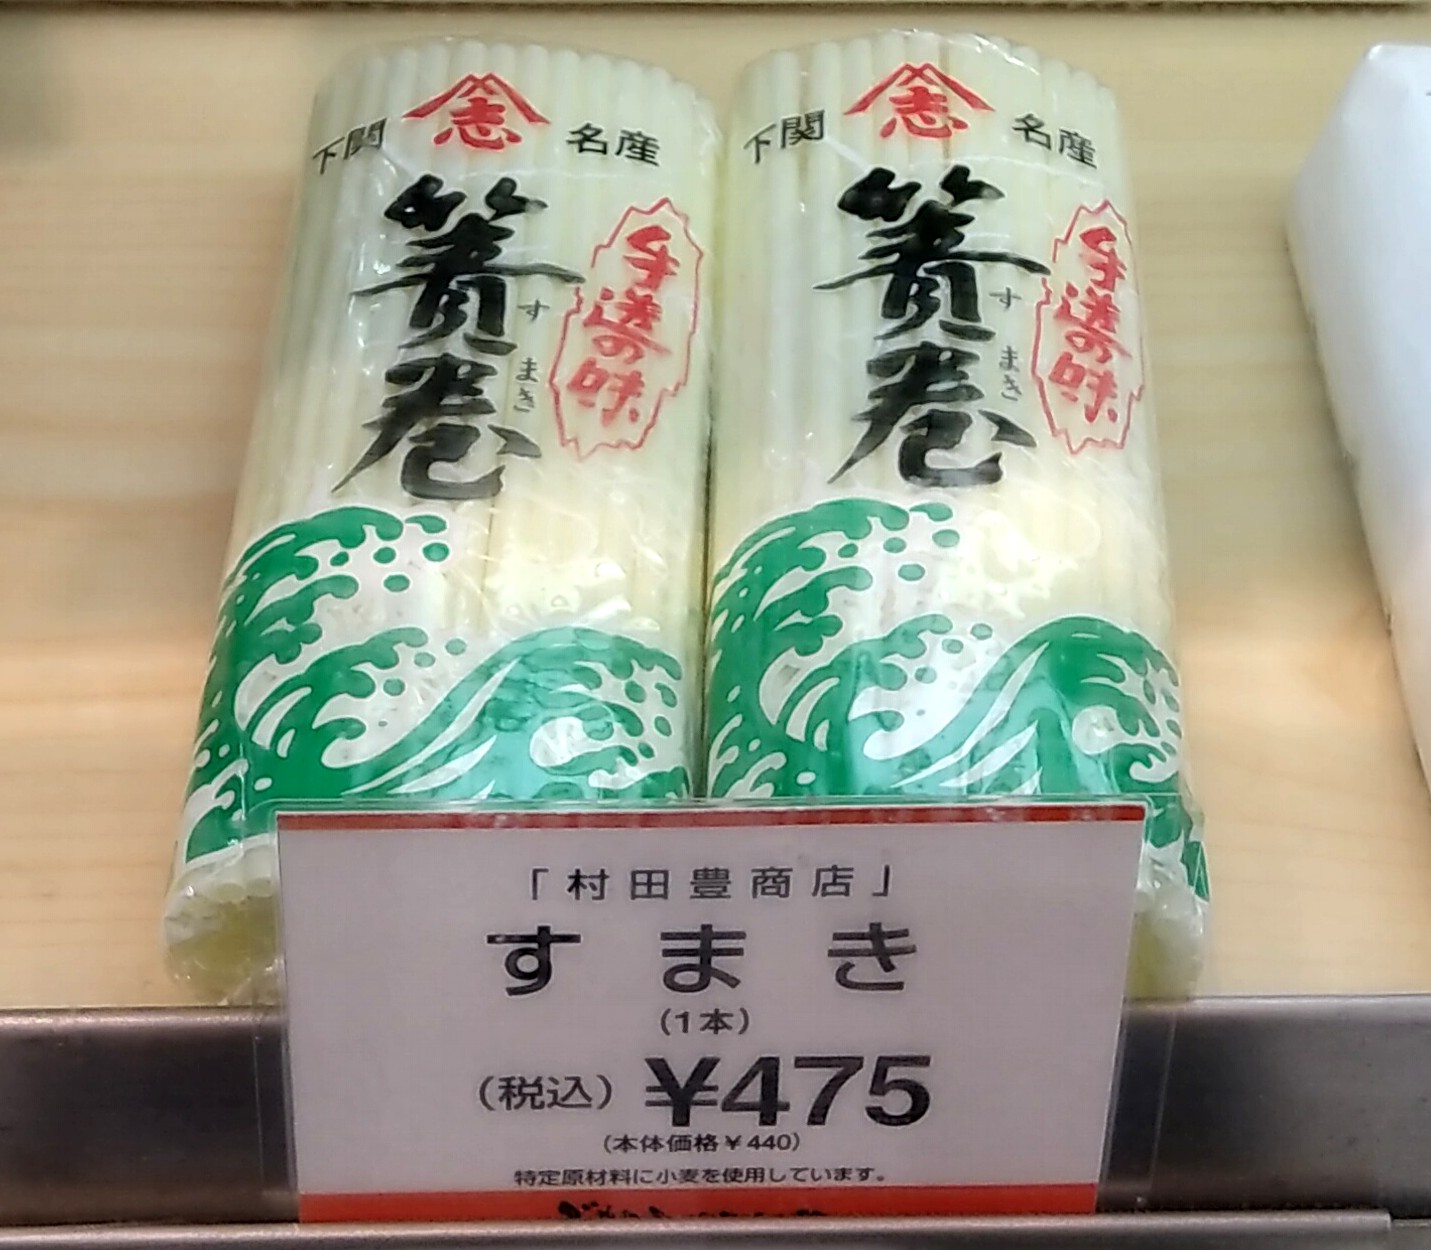 下関
志
名産
簀巻
すまき
手造の味
下関
志
名産
簀巻
すまき
手造の味
「村田豊商店」
すまき
(1本)
(税込) ¥475
(本体価格¥440)
特定原材料に小麦を使用しています。